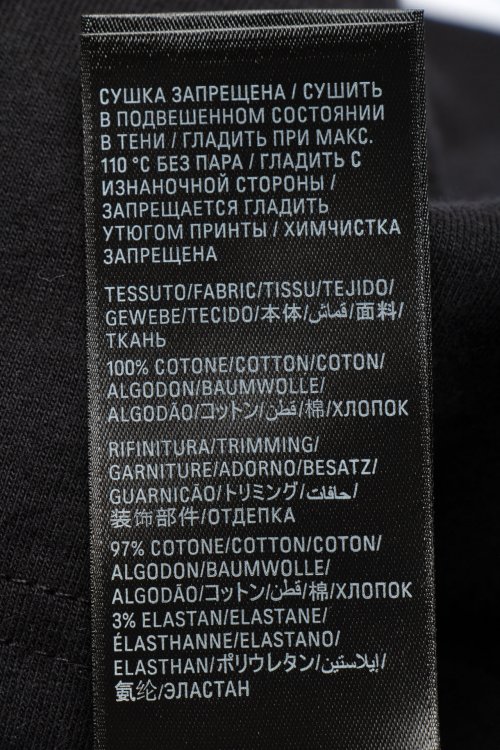 СУШКА ЗАПРЕЩЕНА / СУШИТЬ
В ПОДВЕШЕННОМ СОСТОЯНИИ
В ТЕНИ / ГЛАДИТЬ ПРИ МАКС.
110 °C БЕЗ ПАРА / ГЛАДИТЬ С
ИЗНАНОЧНОЙ СТОРОНЫ /
ЗАПРЕЩАЕТСЯ ГЛАДИТЬ
УТЮГОМ ПРИНТЫ / ХИМЧИСТКА
ЗАПРЕЩЕНА
TESSUTO/FABRIC/TISSU/TEJIDO/
GEWEBE/TECIDO/本体/قماش/面料/
ТКАНЬ
100% COTONE/COTTON/COTON/
ALGODON/BAUMWOLLE/
ALGODÃO/コットン/قطن/棉/ХЛОПОК
RIFINITURA/TRIMMING/
GARNITURE/ADORNO/BESATZ/
GUARNIÇÃO/トリミング/حافات/
装饰部件/ОТДЕПКА
97% COTONE/COTTON/COTON/
ALGODON/BAUMWOLLE/
ALGODÃO/コットン/قطن/棉/ХЛОПОК
3% ELASTAN/ELASTANE/
ÉLASTHANNE/ELASTANO/
ELASTHAN/ポリウレタン/إيلاستين/
氨纶/ЭЛАСТАН